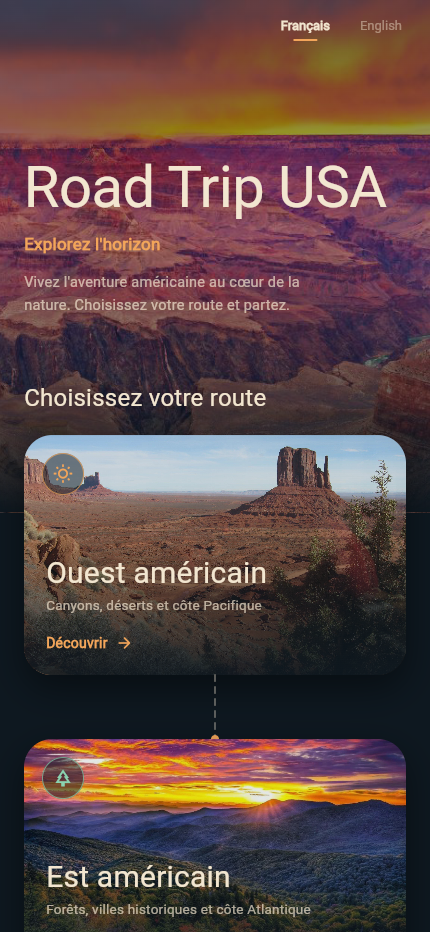 Français English
Road Trip USA
Explorez l'horizon
Vivez l'aventure américaine au cœur de la
nature. Choisissez votre route et partez.
Choisissez votre route
Ouest américain
Canyons, déserts et côte Pacifique
Découvrir
Est américain
Forêts, villes historiques et côte Atlantique